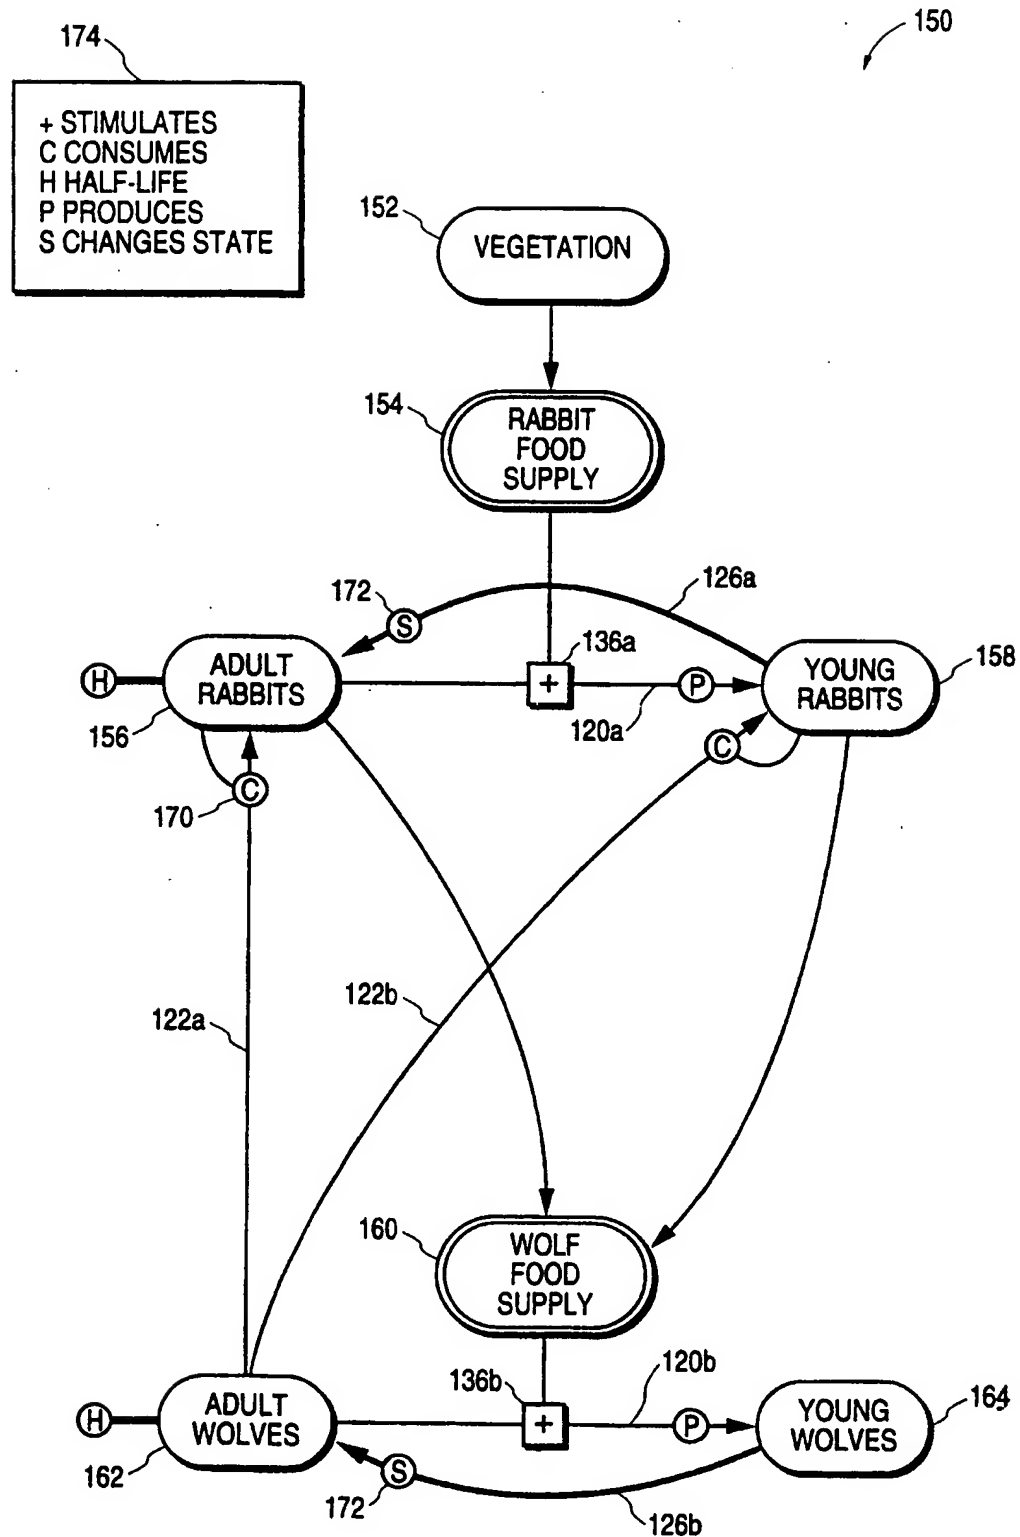 150
174
+ STIMULATES
C CONSUMES
H HALF-LIFE
P PRODUCES
S CHANGES STATE
152
VEGETATION
154
RABBIT
FOOD
SUPPLY
172
126a
S
136a
H
ADULT
RABBITS
+
P
YOUNG
RABBITS
158
156
120a
C
C
170
122b
122a
160
WOLF
FOOD
SUPPLY
136b
120b
H
ADULT
WOLVES
+
P
YOUNG
WOLVES
164
162
S
172
126b